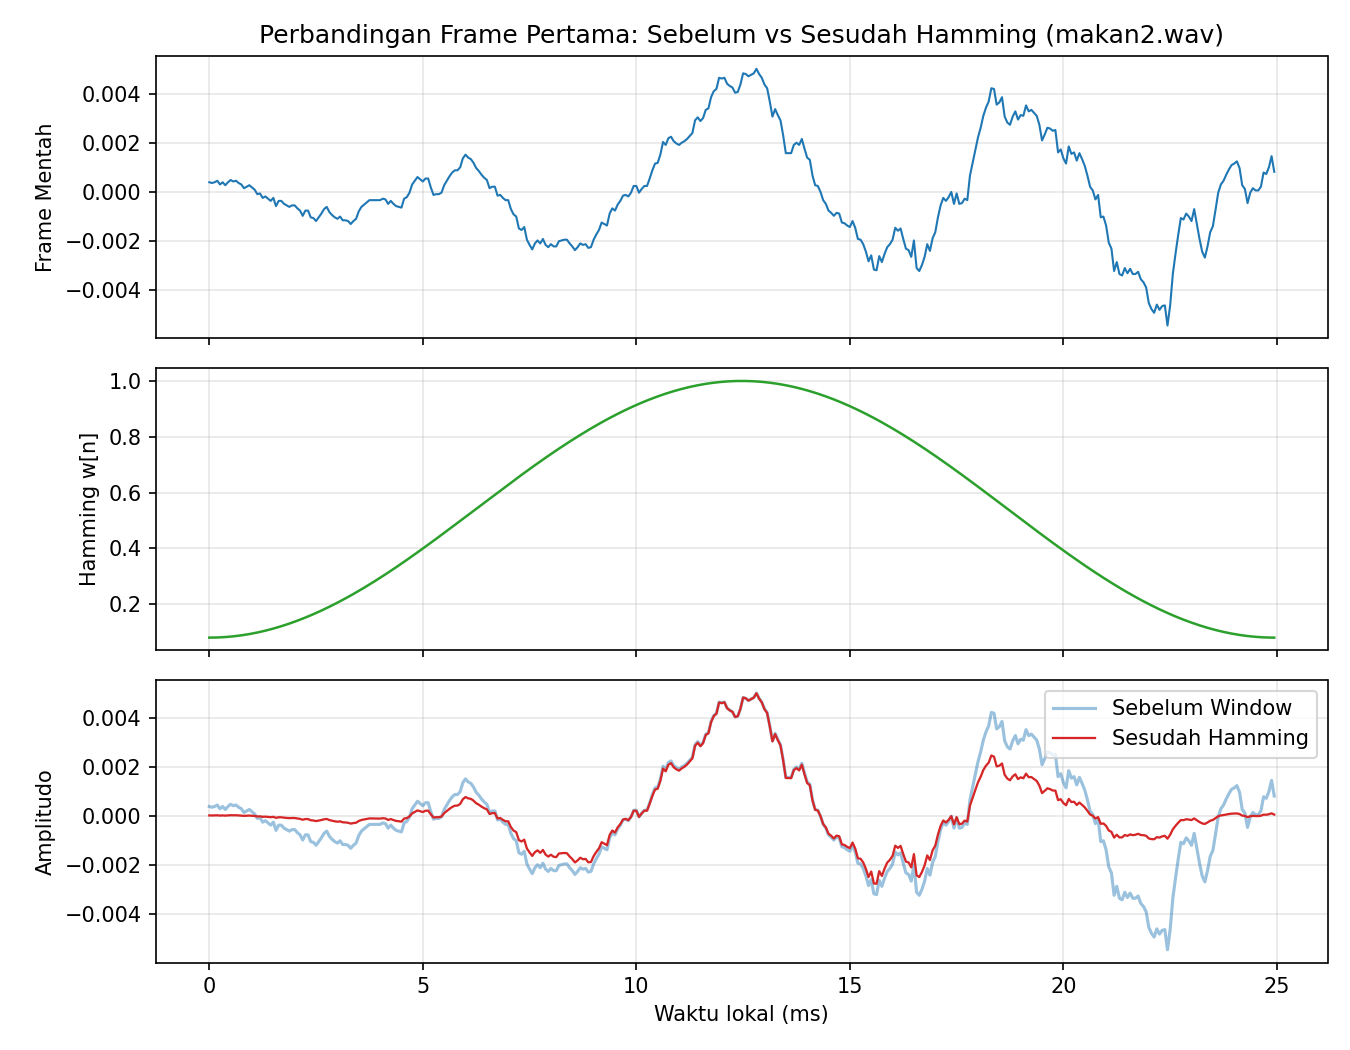 Perbandingan Frame Pertama: Sebelum vs Sesudah Hamming (makan2.wav)
Frame Mentah
0.004
0.002
0.000
−0.002
−0.004
Hamming w[n]
1.0
0.8
0.6
0.4
0.2
Amplitudo
0.004
0.002
0.000
−0.002
−0.004
Sebelum Window
Sesudah Hamming
0 5 10 15 20 25
Waktu lokal (ms)